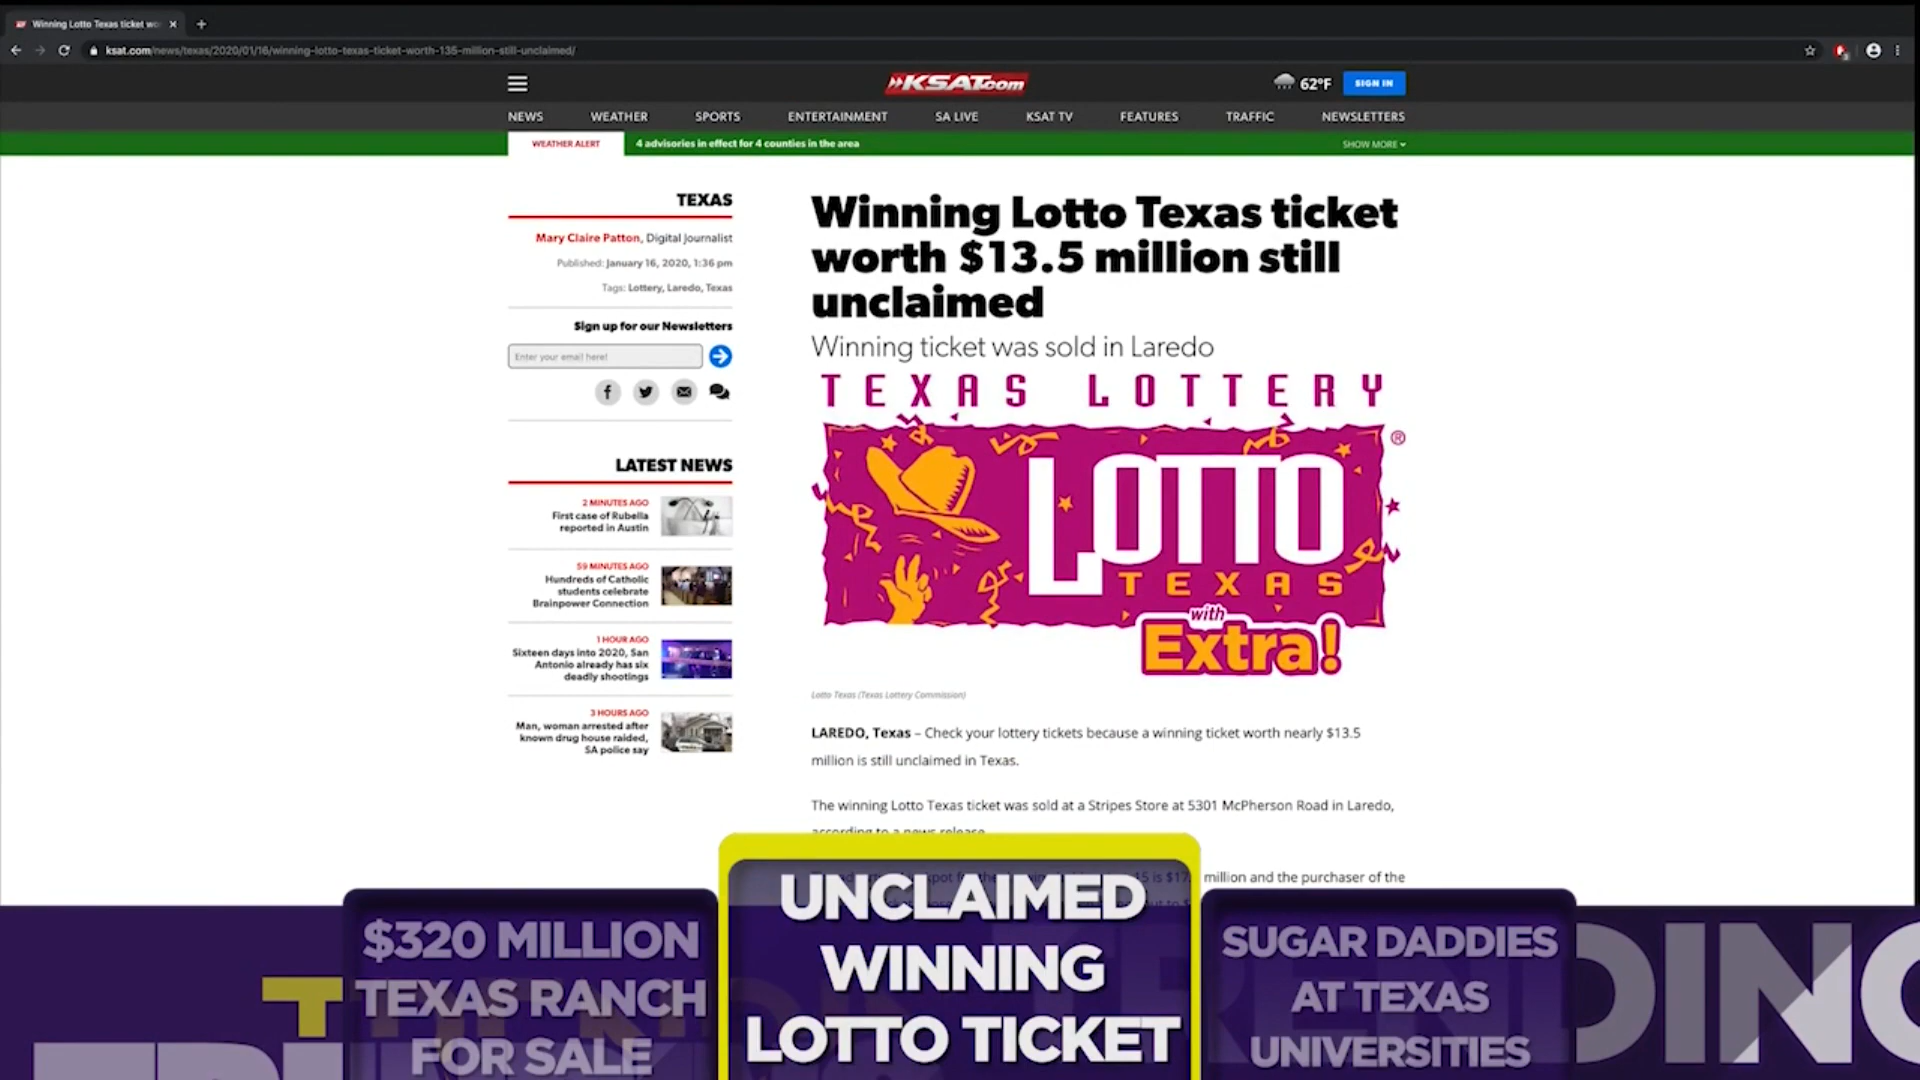 Winning Lotto Texas ticket wo
ksat.com/news/texas/2020/01/16/winning-lotto-texas-ticket-worth-135-million-still-unclaimed/
KSAT.com
62°F
SIGN IN
NEWS WEATHER SPORTS ENTERTAINMENT SA LIVE KSAT TV FEATURES TRAFFIC NEWSLETTERS
WEATHER ALERT 4 advisories in effect for 4 counties in the area SHOW MORE
TEXAS
Mary Claire Patton, Digital Journalist
Published: January 16, 2020, 1:36 pm
Tags: Lottery, Laredo, Texas
Sign up for our Newsletters
Enter your email here!
LATEST NEWS
2 MINUTES AGO
First case of Rubella
reported in Austin
59 MINUTES AGO
Hundreds of Catholic
students celebrate
Brainpower Connection
1 HOUR AGO
Sixteen days into 2020, San
Antonio already has six
deadly shootings
3 HOURS AGO
Man, woman arrested after
known drug house raided,
SA police say
Winning Lotto Texas ticket
worth $13.5 million still
unclaimed
Winning ticket was sold in Laredo
TEXAS LOTTERY
®
LOTTO
TEXAS
with
Extra!
Lotto Texas (Texas Lottery Commission)
LAREDO, Texas – Check your lottery tickets because a winning ticket worth nearly $13.5
million is still unclaimed in Texas.
The winning Lotto Texas ticket was sold at a Stripes Store at 5301 McPherson Road in Laredo,
according to a news release.
million and the purchaser of the
$320 MILLION
TEXAS RANCH
FOR SALE
UNCLAIMED
WINNING
LOTTO TICKET
SUGAR DADDIES
AT TEXAS
UNIVERSITIES